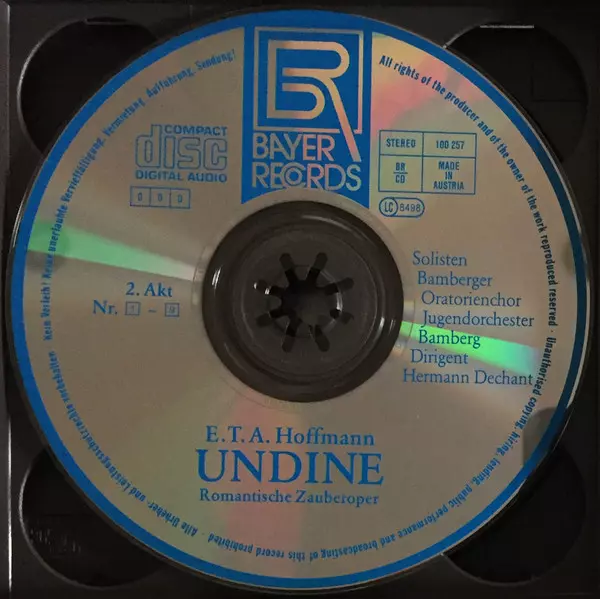 BAYER
RECORDS
COMPACT
disc
DIGITAL AUDIO
DDD
STEREO
100 257
BR
CD
MADE IN
AUSTRIA
LC 8498
2. Akt
Nr. 1 - 9
Solisten
Bamberger
Oratorienchor
Jugendorchester
Bamberg
Dirigent
Hermann Dechant
E.T.A. Hoffmann
UNDINE
Romantische Zauberoper
All rights of the producer and of the owner of the work reproduced reserved · Unauthorised copying, hiring, lending, public performance and broadcasting of this record prohibited · Alle Urheber- und Leistungsschutzrechte vorbehalten · Kein Verleih! Keine unerlaubte Vervielfältigung, Vermietung, Aufführung, Sendung!